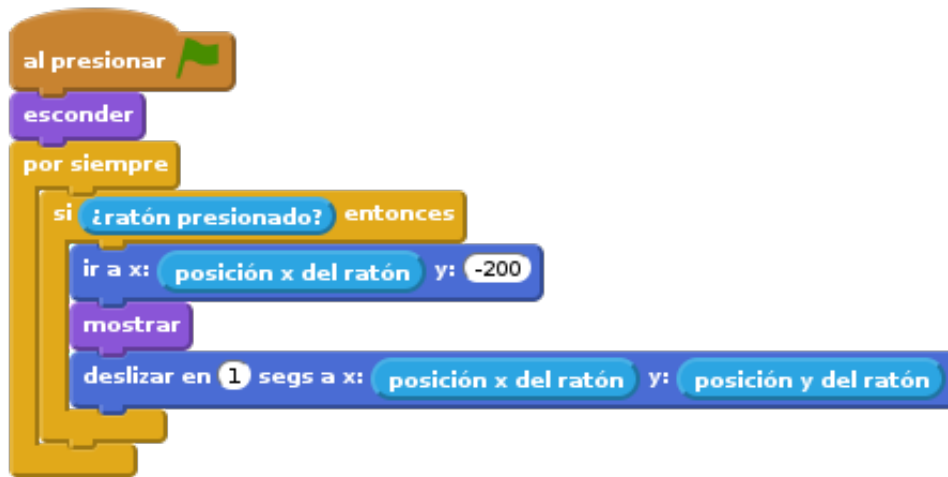 al presionar
esconder
por siempre
si ¿ratón presionado? entonces
ir a x: posición x del ratón y: -200
mostrar
deslizar en 1 segs a x: posición x del ratón y: posición y del ratón